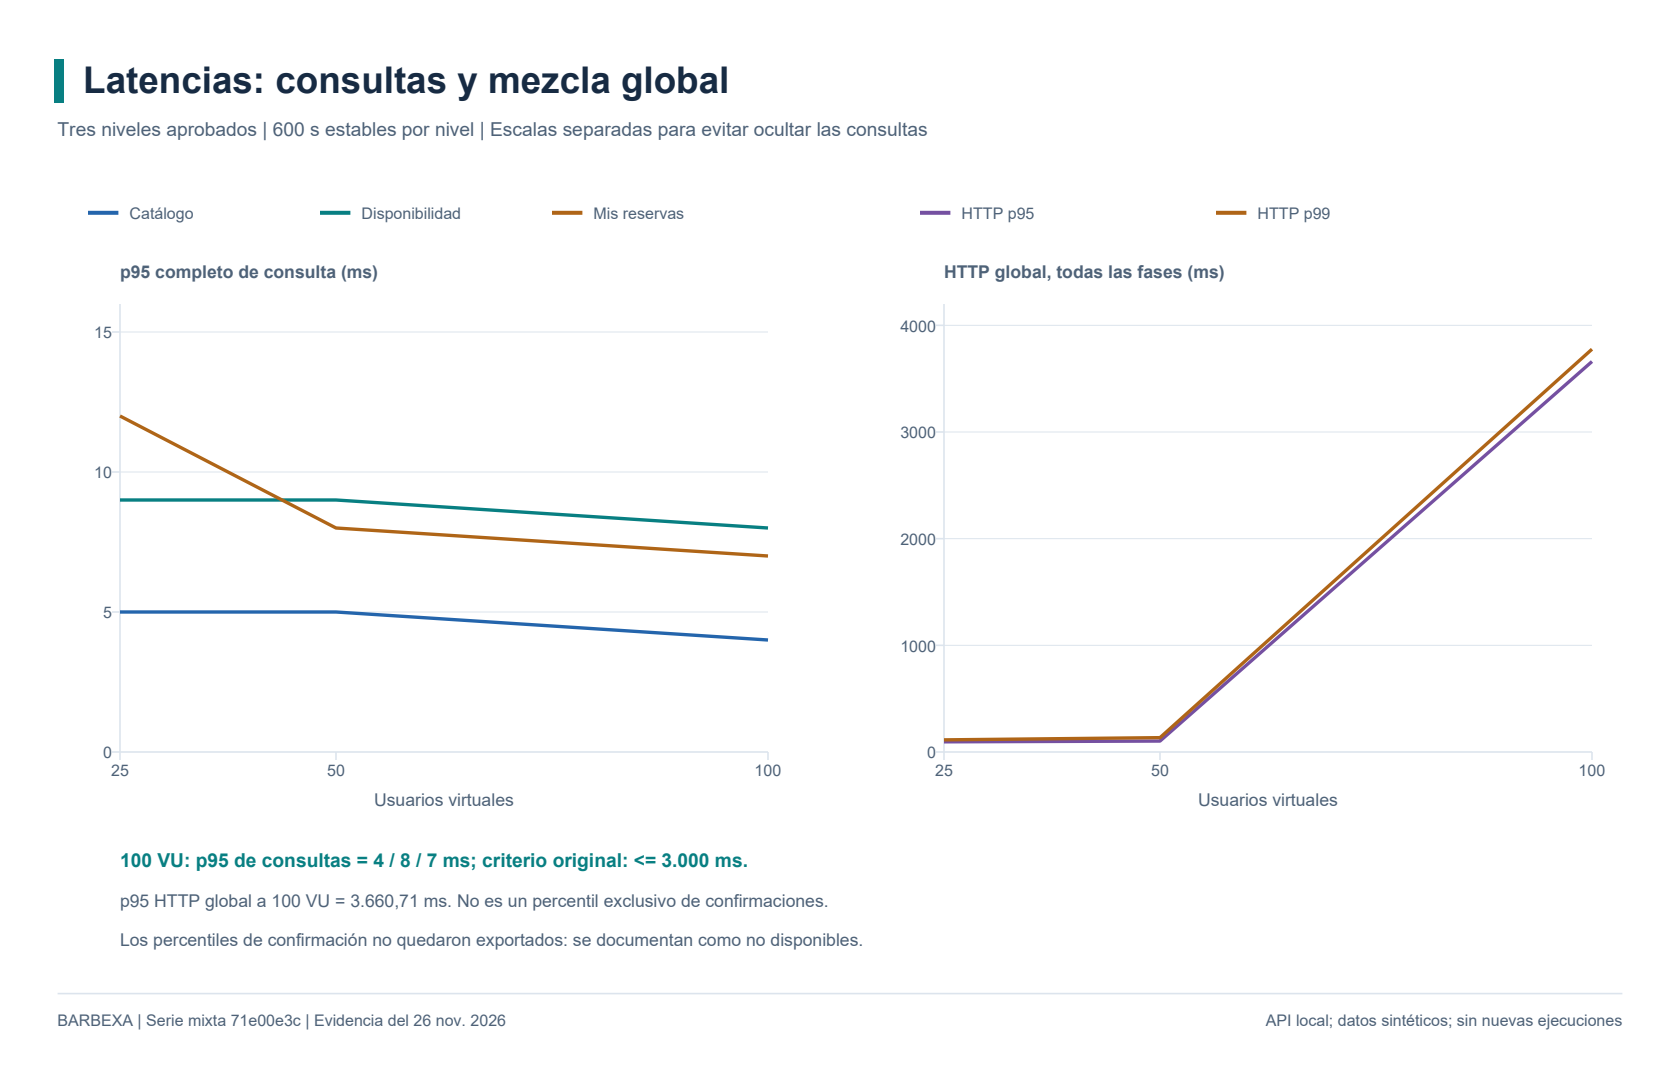 Latencias: consultas y mezcla global
Tres niveles aprobados | 600 s estables por nivel | Escalas separadas para evitar ocultar las consultas
Catálogo
Disponibilidad
Mis reservas
HTTP p95
HTTP p99
p95 completo de consulta (ms)
15
10
5
0
25
50
100
Usuarios virtuales
HTTP global, todas las fases (ms)
4000
3000
2000
1000
0
25
50
100
Usuarios virtuales
100 VU: p95 de consultas = 4 / 8 / 7 ms; criterio original: <= 3.000 ms.
p95 HTTP global a 100 VU = 3.660,71 ms. No es un percentil exclusivo de confirmaciones.
Los percentiles de confirmación no quedaron exportados: se documentan como no disponibles.
BARBEXA | Serie mixta 71e00e3c | Evidencia del 26 nov. 2026
API local; datos sintéticos; sin nuevas ejecuciones